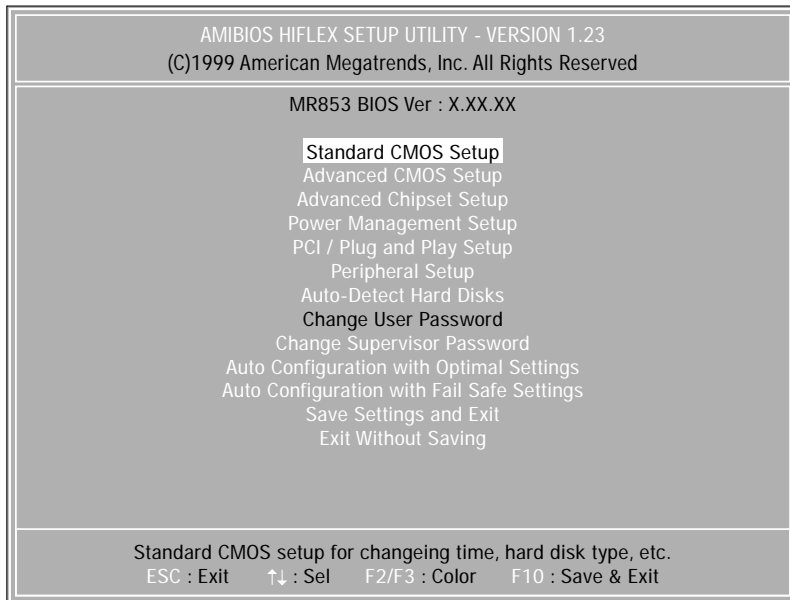 AMIBIOS HIFLEX SETUP UTILITY - VERSION 1.23
(C)1999 American Megatrends, Inc. All Rights Reserved
MR853 BIOS Ver : X.XX.XX
Standard CMOS Setup
Advanced CMOS Setup
Advanced Chipset Setup
Power Management Setup
PCI / Plug and Play Setup
Peripheral Setup
Auto-Detect Hard Disks
Change User Password
Change Supervisor Password
Auto Configuration with Optimal Settings
Auto Configuration with Fail Safe Settings
Save Settings and Exit
Exit Without Saving
Standard CMOS setup for changeing time, hard disk type, etc.
ESC : Exit ↑↓ : Sel F2/F3 : Color F10 : Save & Exit